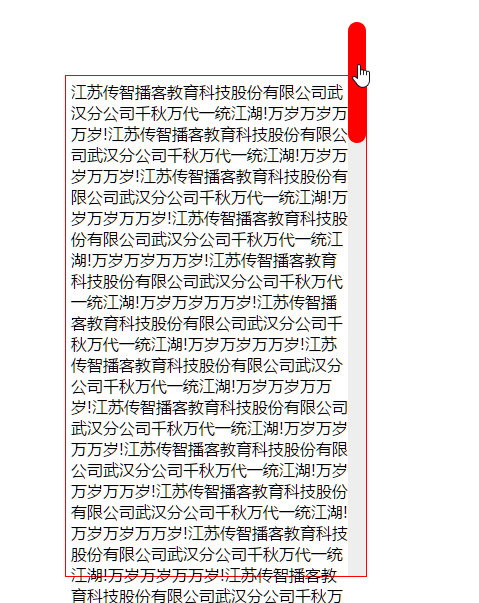 江苏传智播客教育科技股份有限公司武
汉分公司千秋万代一统江湖!万岁万岁万
万岁!江苏传智播客教育科技股份有限公
司武汉分公司千秋万代一统江湖!万岁万
岁万万岁!江苏传智播客教育科技股份有
限公司武汉分公司千秋万代一统江湖!万
岁万岁万万岁!江苏传智播客教育科技股
份有限公司武汉分公司千秋万代一统江
湖!万岁万岁万万岁!江苏传智播客教育
科技股份有限公司武汉分公司千秋万代
一统江湖!万岁万岁万万岁!江苏传智播
客教育科技股份有限公司武汉分公司千
秋万代一统江湖!万岁万岁万万岁!江苏
传智播客教育科技股份有限公司武汉分
公司千秋万代一统江湖!万岁万岁万万
岁!江苏传智播客教育科技股份有限公司
武汉分公司千秋万代一统江湖!万岁万岁
万万岁!江苏传智播客教育科技股份有限
公司武汉分公司千秋万代一统江湖!万岁
万岁万万岁!江苏传智播客教育科技股份
有限公司武汉分公司千秋万代一统江湖!
万岁万岁万万岁!江苏传智播客教育科技
股份有限公司武汉分公司千秋万代一统
江湖!万岁万岁万万岁!江苏传智播客教
育科技股份有限公司武汉分公司千秋万